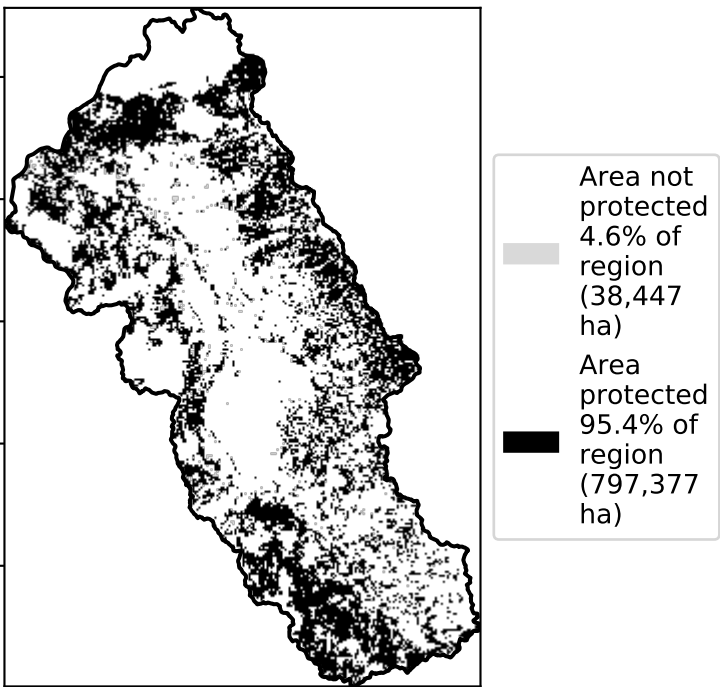 Area not
protected
4.6% of
region
(38,447
ha)
Area
protected
95.4% of
region
(797,377
ha)